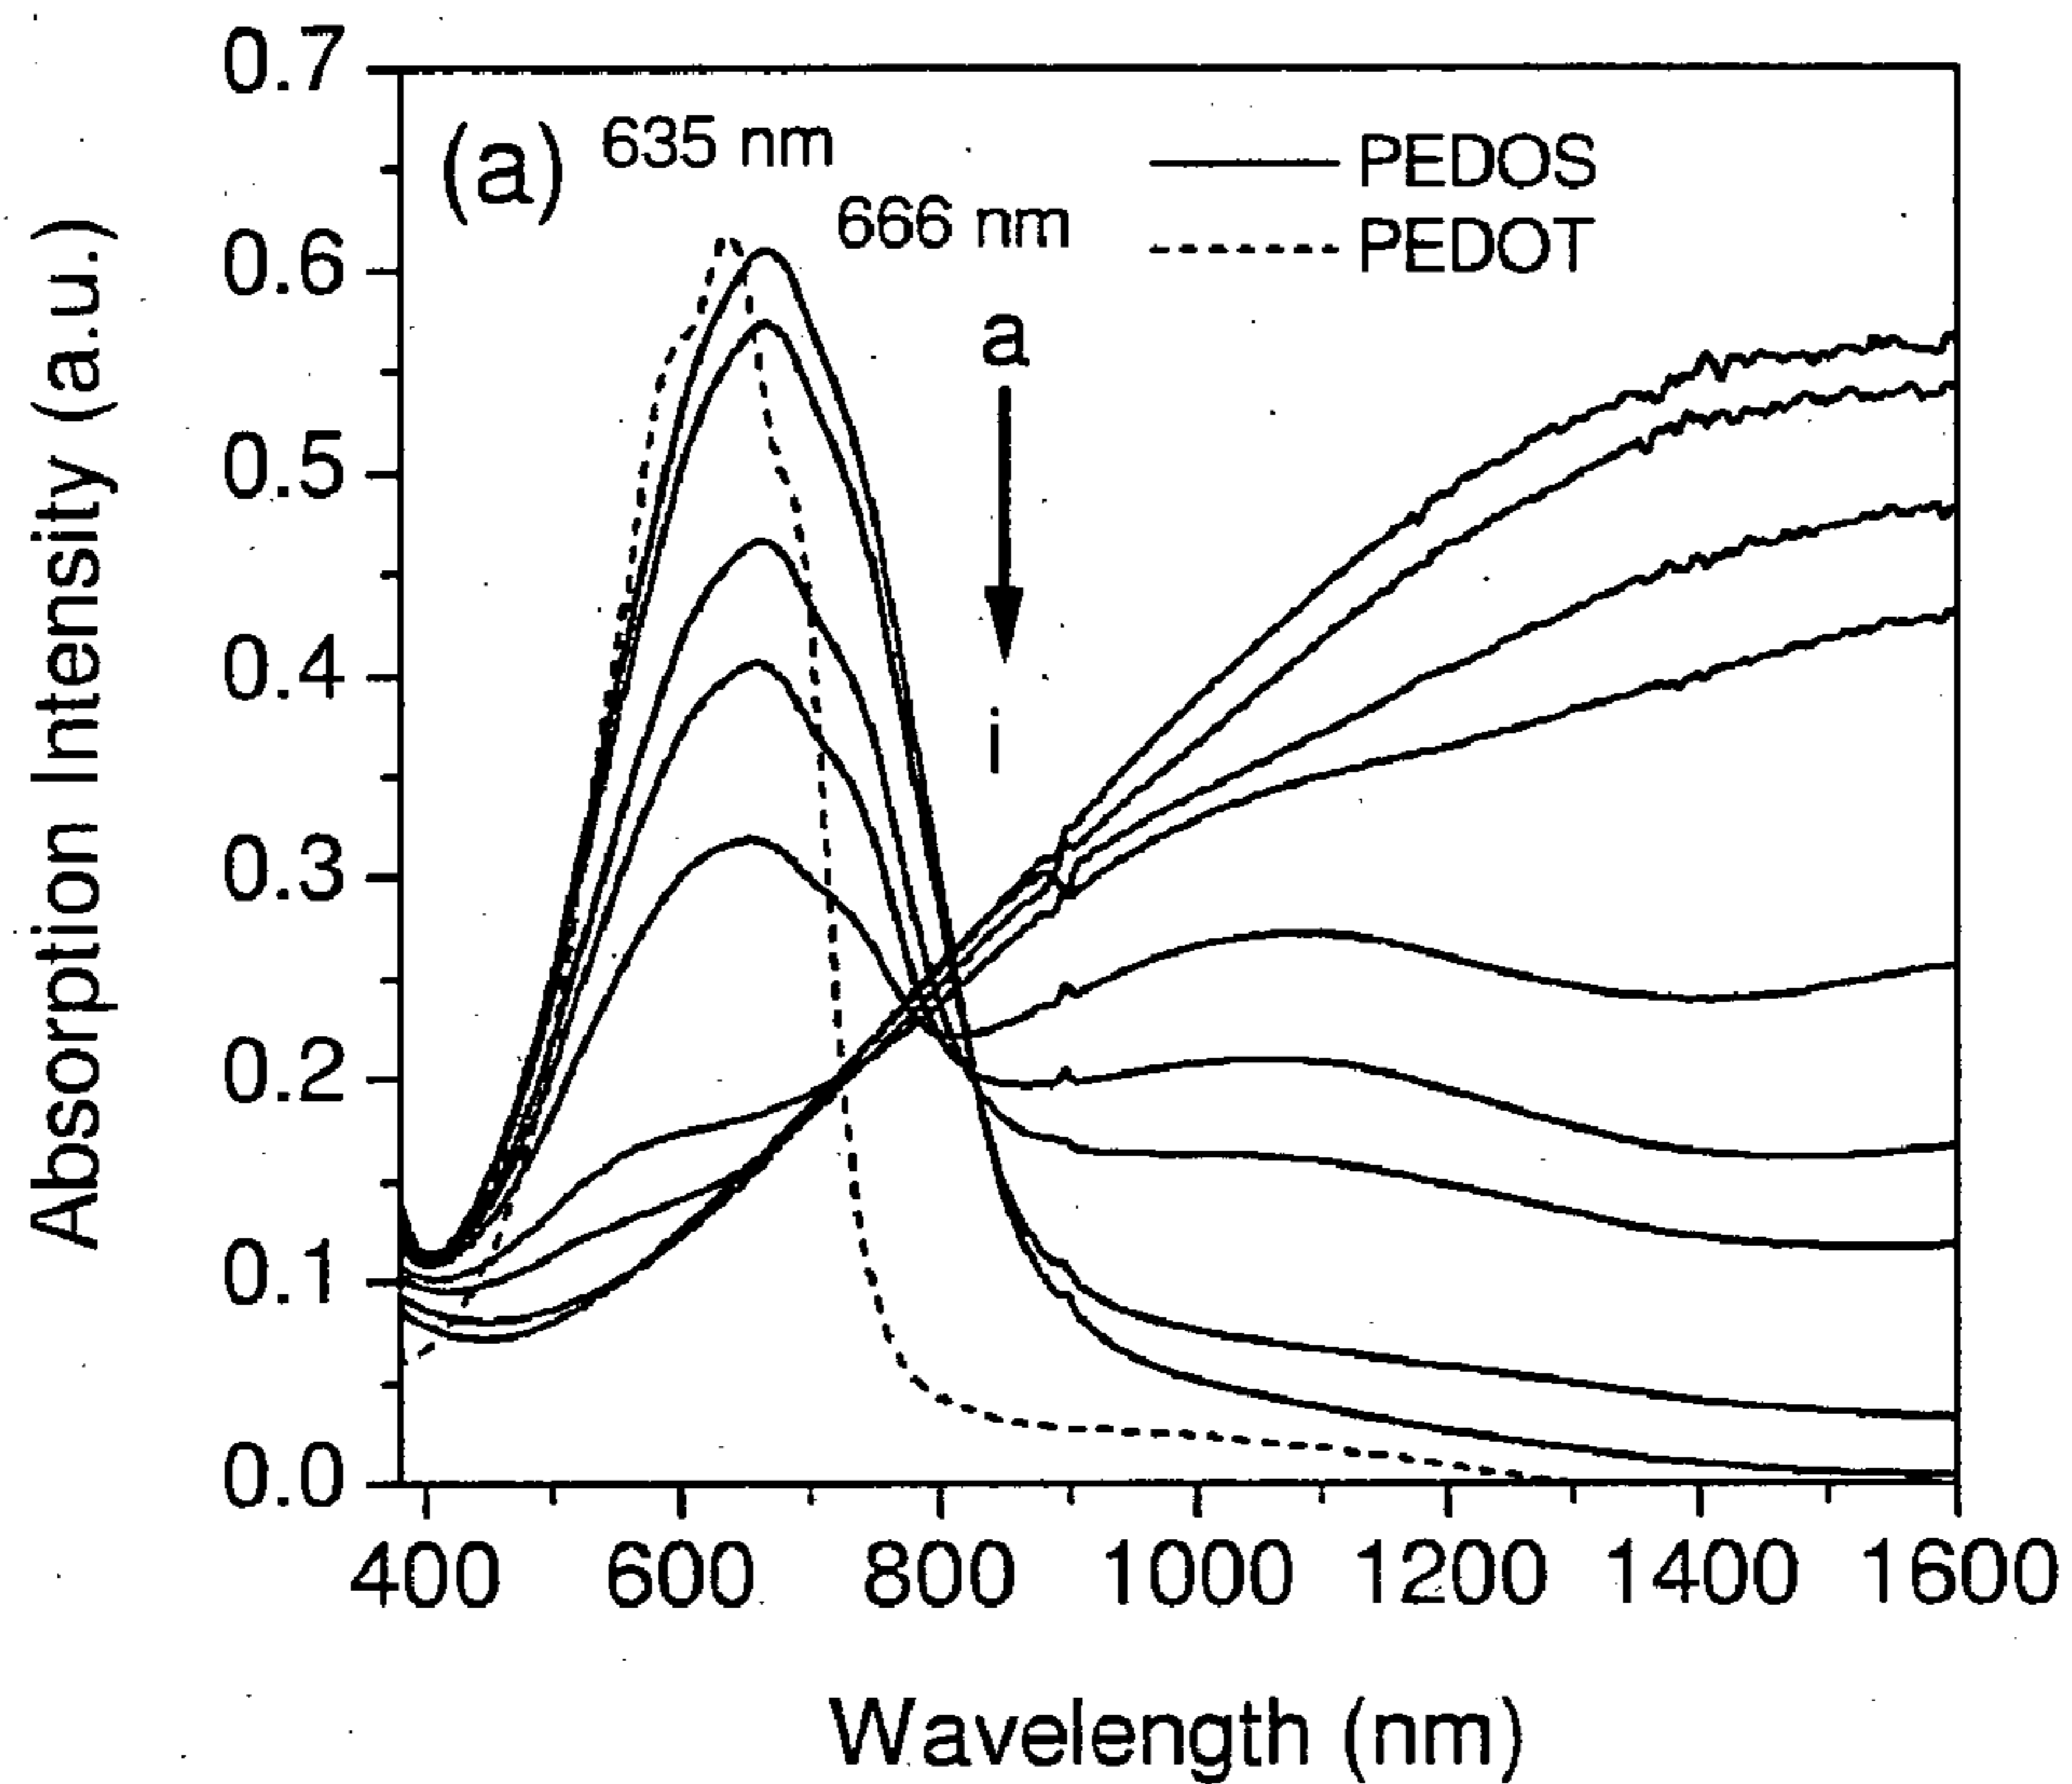 (a)
635 nm
666 nm
PEDOS
PEDOT
a
i
Absorption Intensity (a.u.)
0.7
0.6
0.5
0.4
0.3
0.2
0.1
0.0
400 600 800 1000 1200 1400 1600
Wavelength (nm)